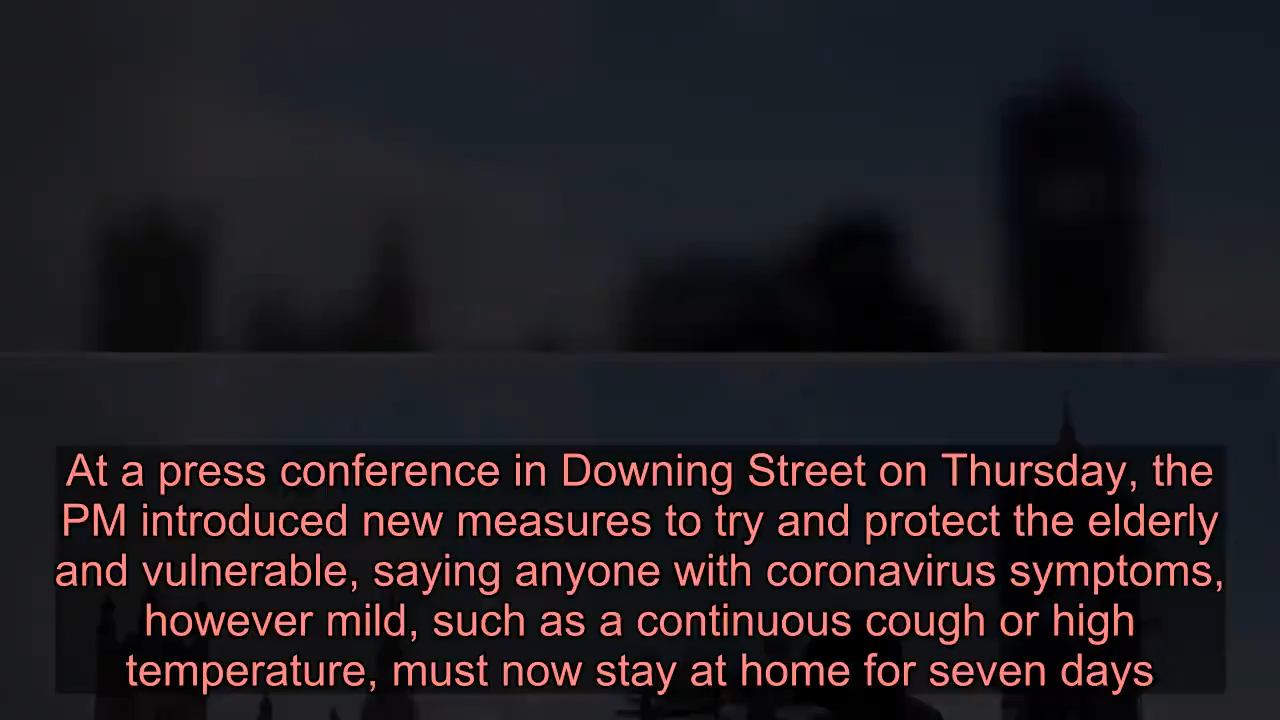 At a press conference in Downing Street on Thursday, the
PM introduced new measures to try and protect the elderly
and vulnerable, saying anyone with coronavirus symptoms,
however mild, such as a continuous cough or high
temperature, must now stay at home for seven days